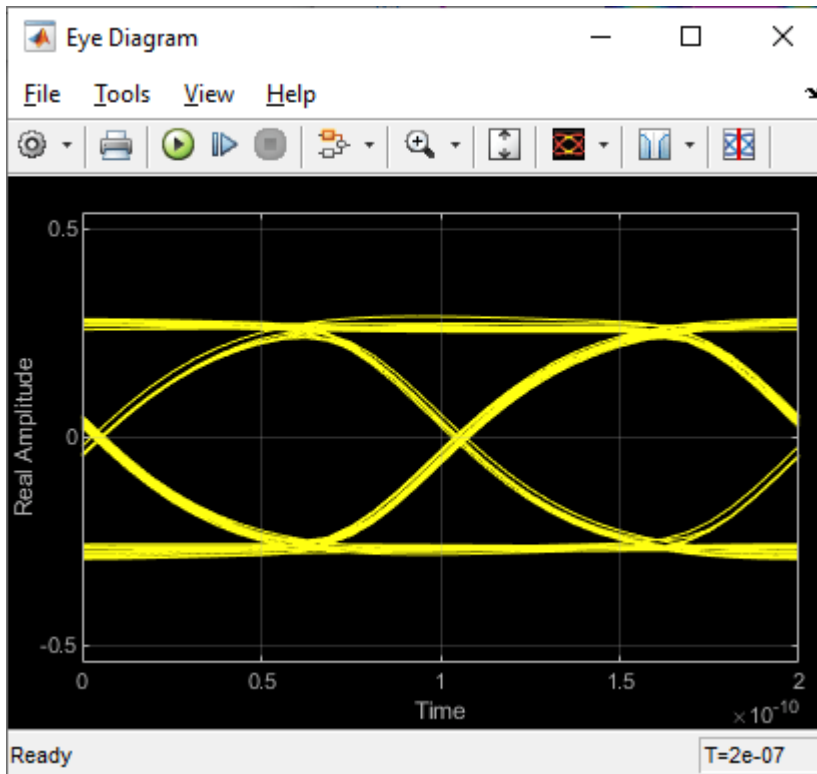 Eye Diagram
File Tools View Help
0.5
0
-0.5
Real Amplitude
0 0.5 1 1.5 2
Time
×10^-10
Ready T=2e-07